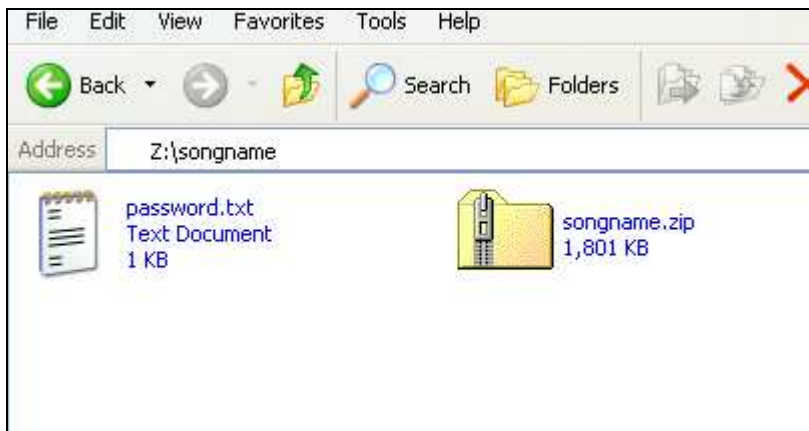 File Edit View Favorites Tools Help
Back Search Folders
Address Z:\songname
password.txt
Text Document
1 KB
songname.zip
1,801 KB